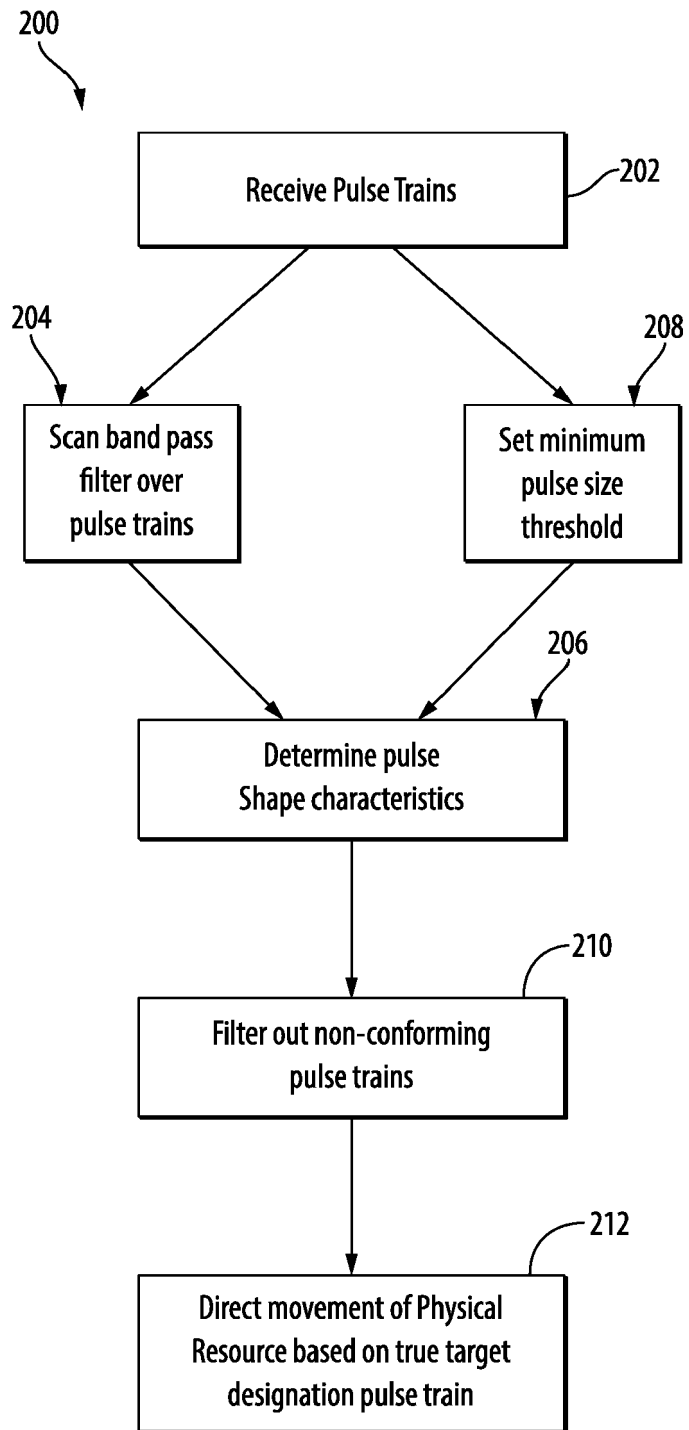 200
Receive Pulse Trains
202
204
Scan band pass
filter over
pulse trains
208
Set minimum
pulse size
threshold
206
Determine pulse
Shape characteristics
210
Filter out non-conforming
pulse trains
212
Direct movement of Physical
Resource based on true target
designation pulse train